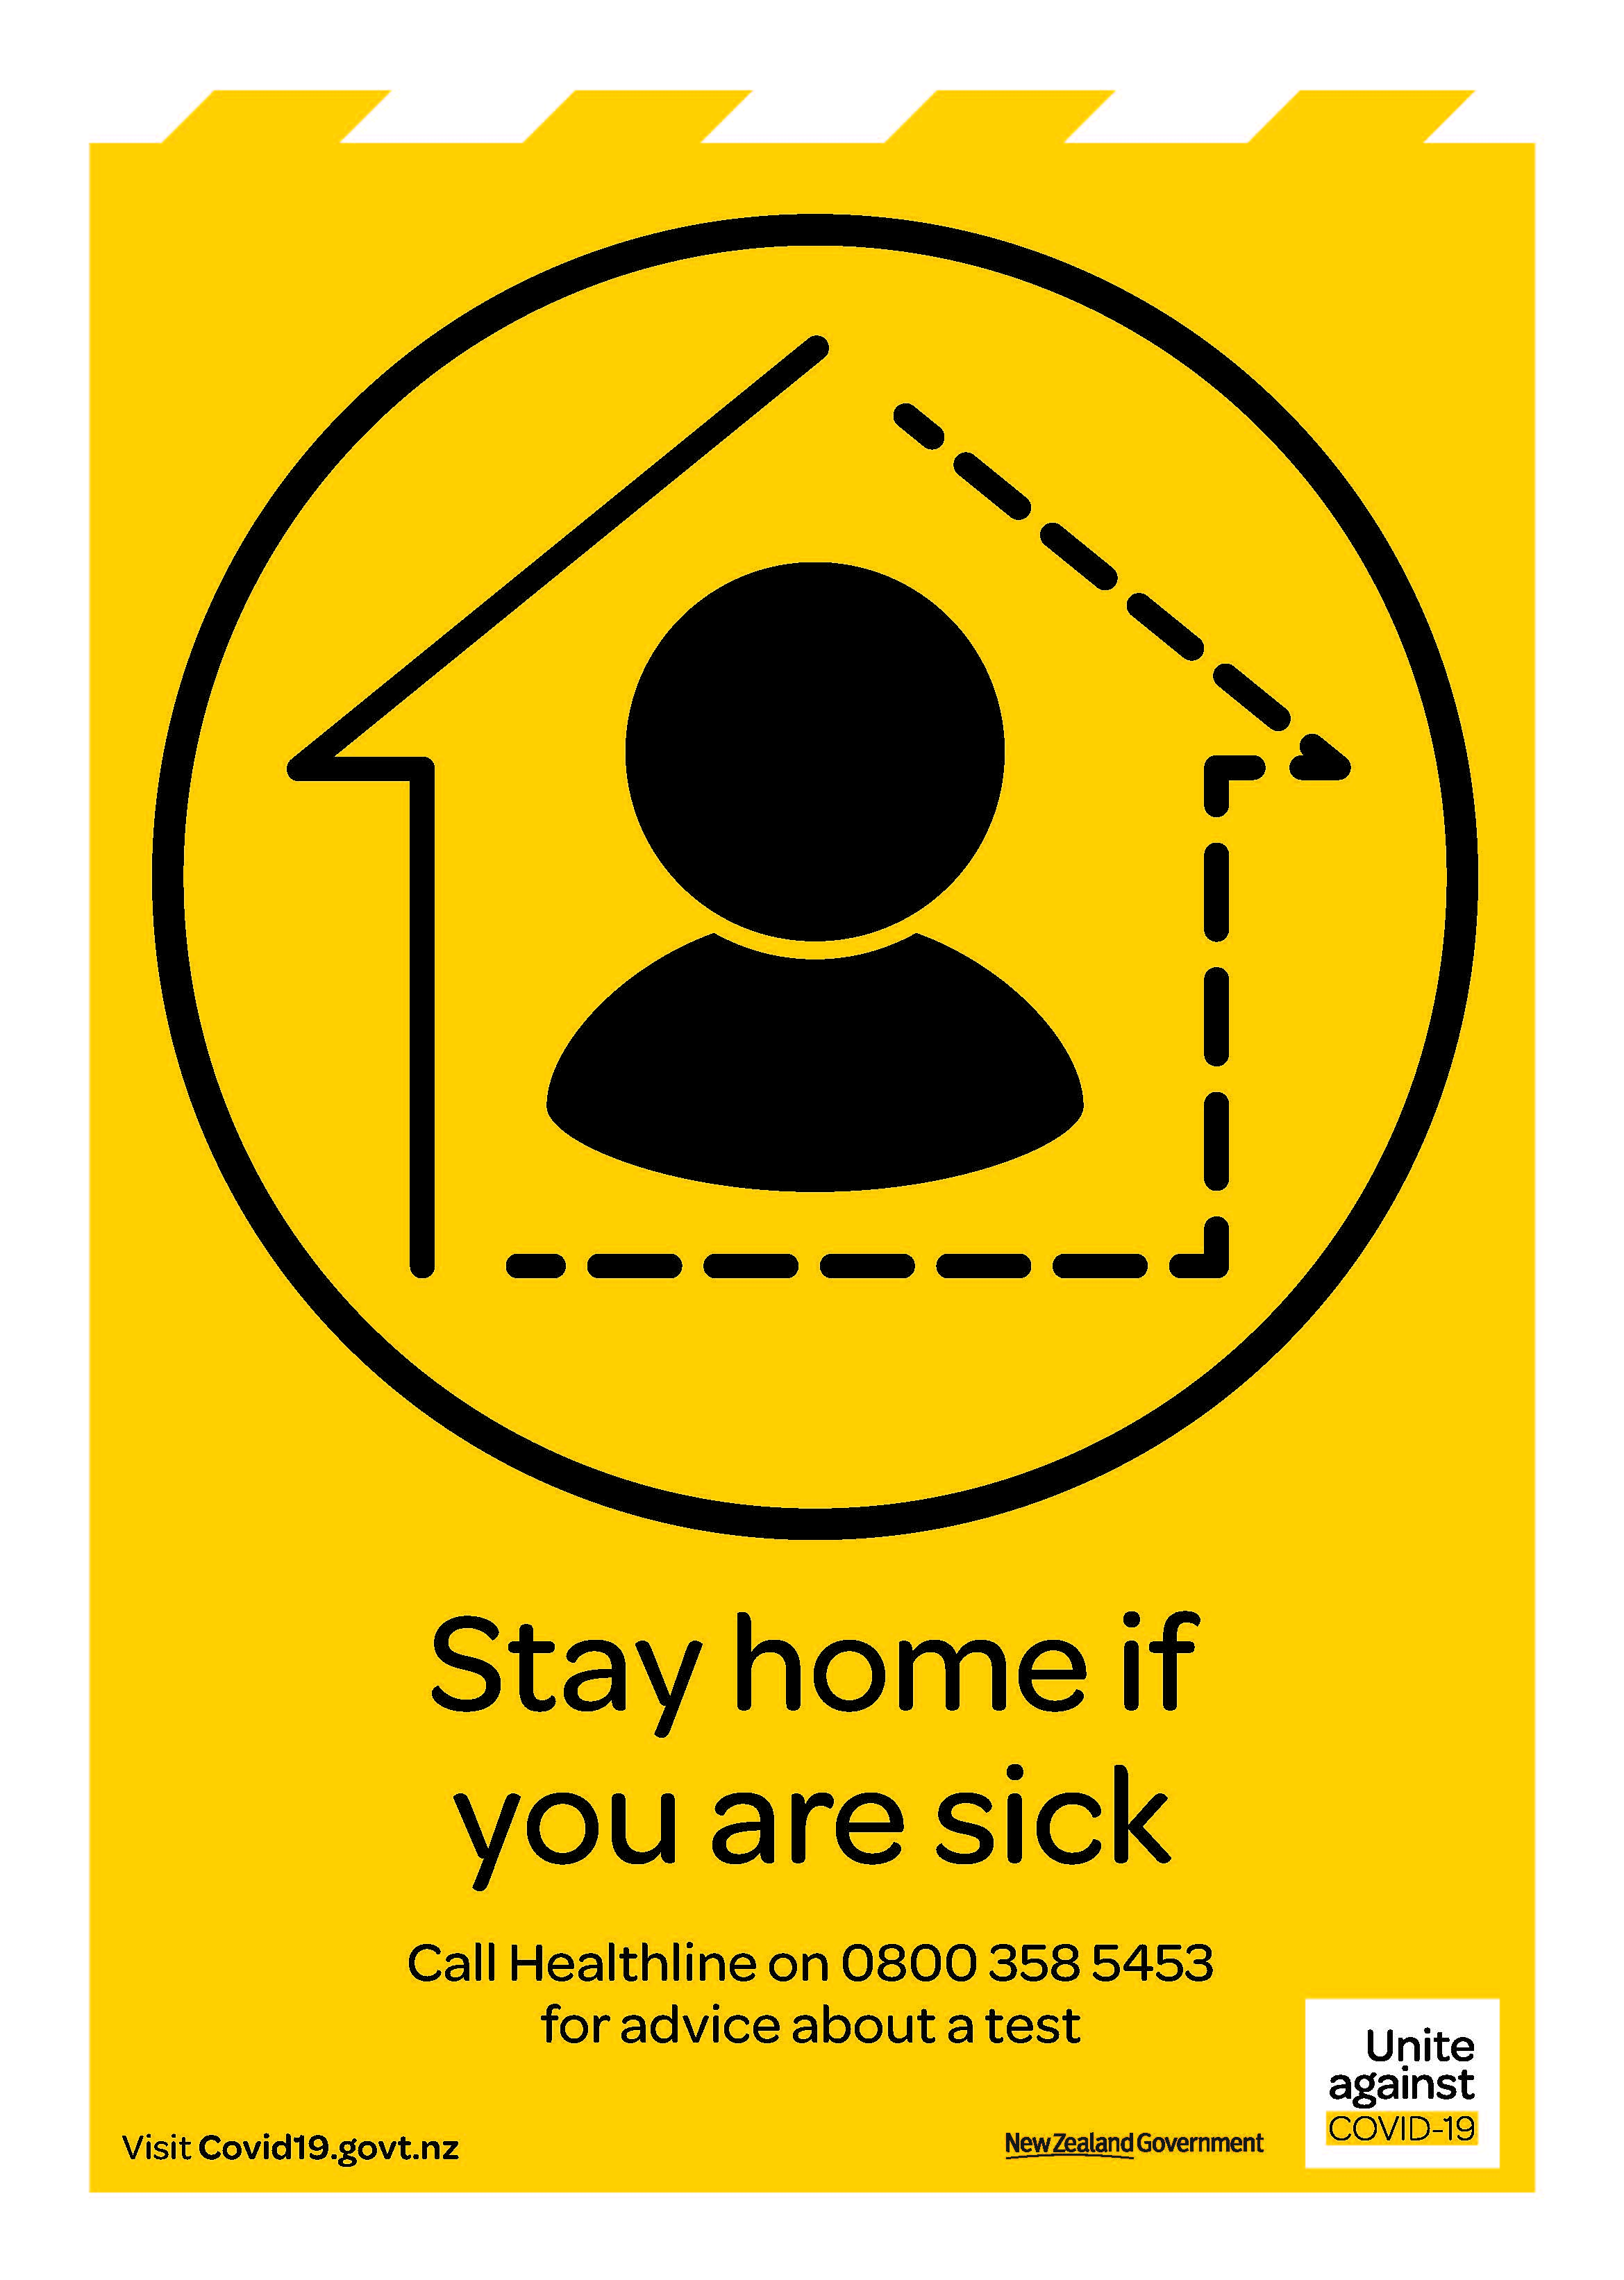 Stay home if
you are sick
Call Healthline on 0800 358 5453
for advice about a test
Visit Covid19.govt.nz
New Zealand Government
Unite
against
COVID-19